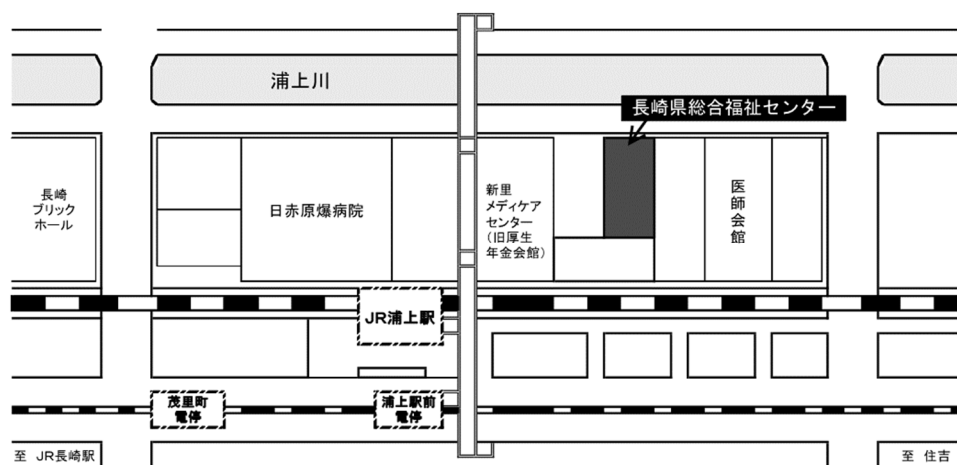 浦上川
長崎県総合福祉センター
長崎
ブリック
ホール
日赤原爆病院
新里
メディケア
センター
（旧厚生
年金会館）
医師会館
JR浦上駅
茂里町
電停
浦上駅前
電停
至 JR長崎駅
至 住吉